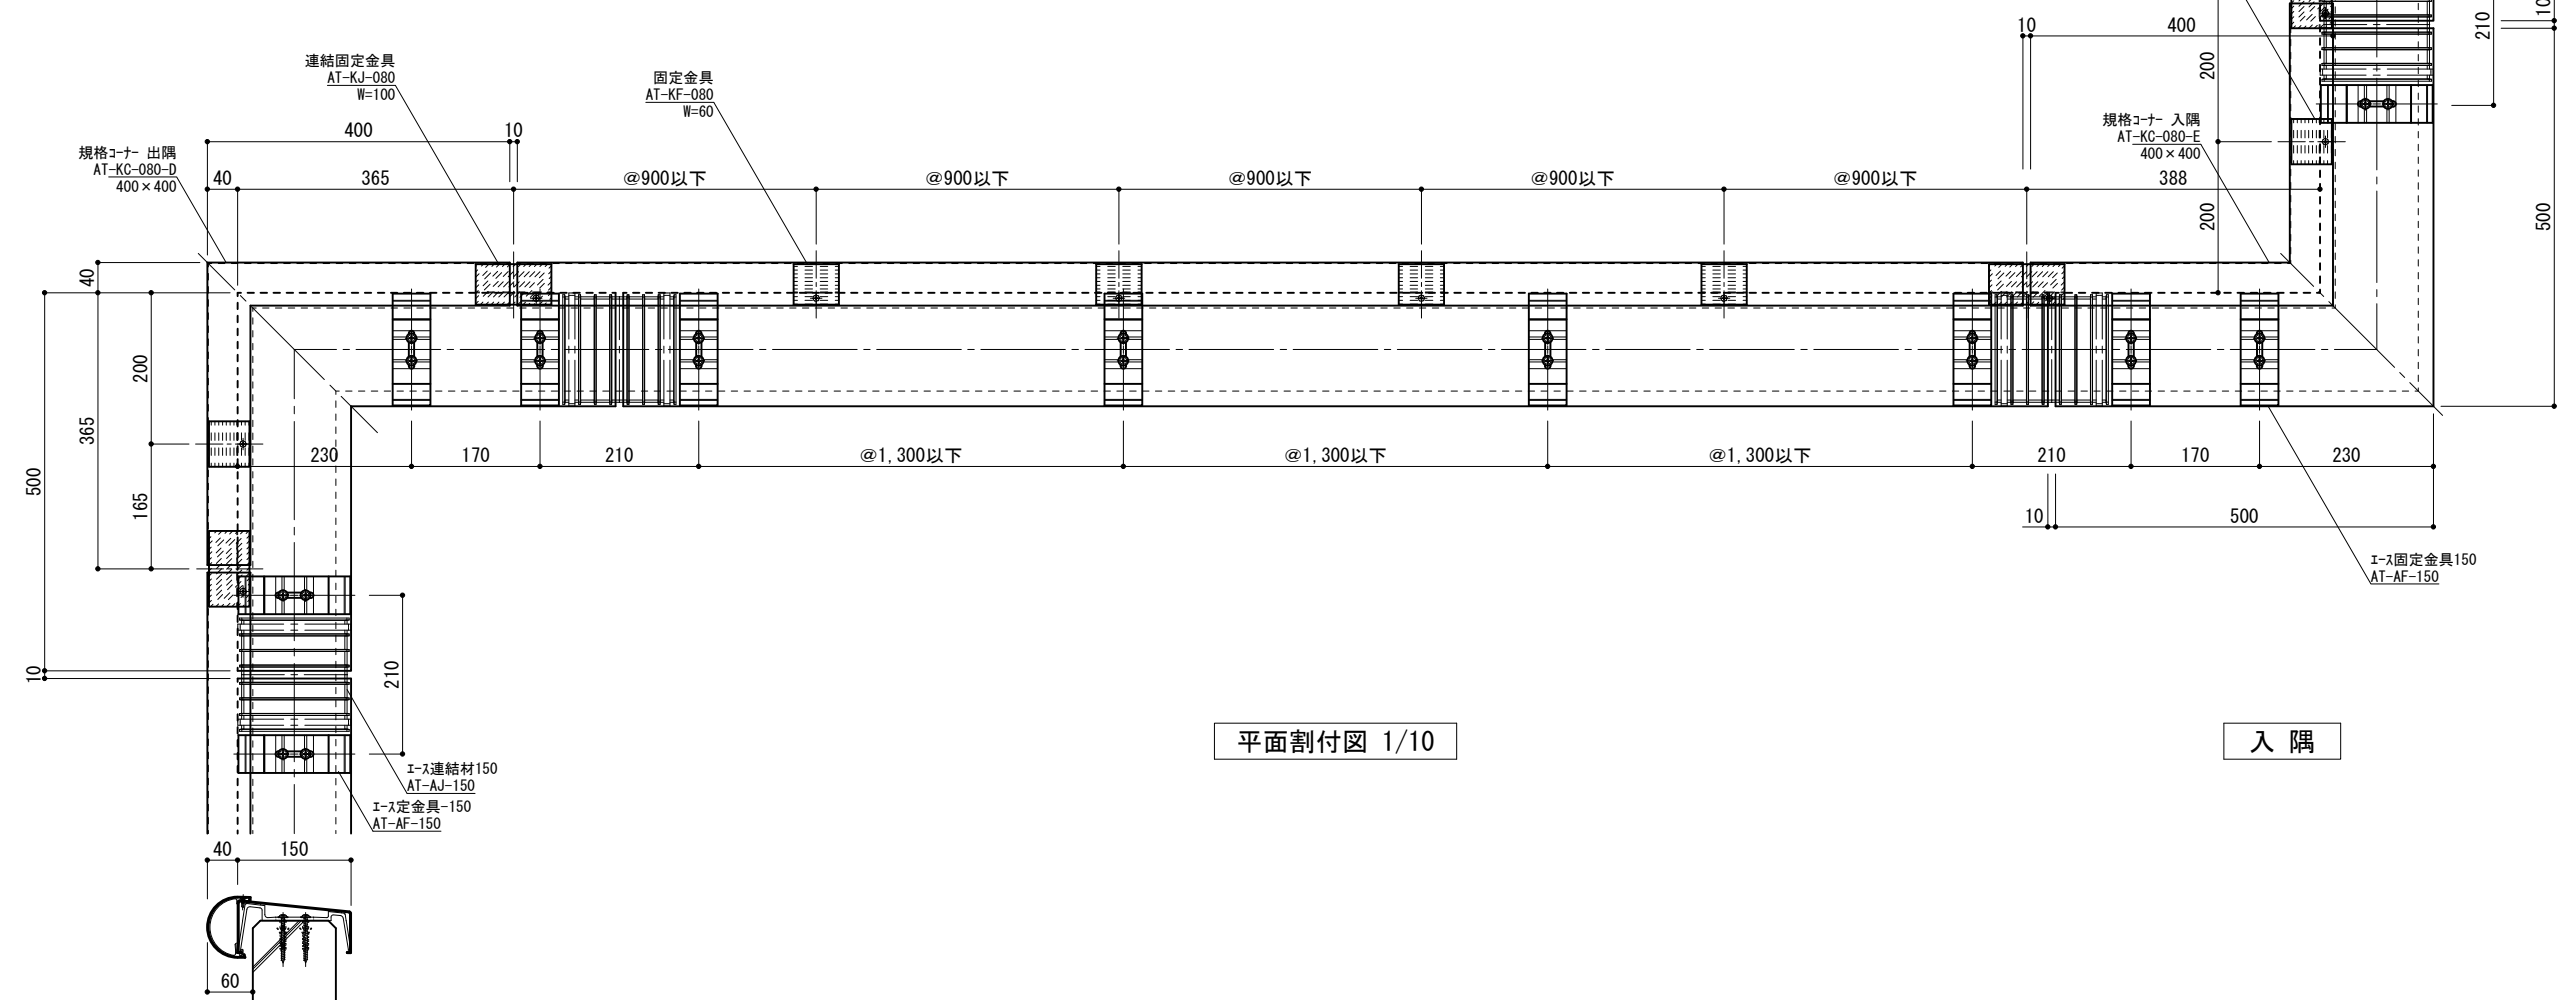 10
400
210
10
200
連結固定金具
AT-KJ-080
W=100
固定金具
AT-KF-080
W=60
規格ｺｰﾅｰ 入隅
AT-KC-080-E
400×400
400
10
規格ｺｰﾅｰ 出隅
AT-KC-080-D
400×400
40
365
@900以下
@900以下
@900以下
@900以下
@900以下
388
200
500
40
200
365
500
165
10
230
170
210
@1,300以下
@1,300以下
@1,300以下
210
170
230
10
500
ｴｰｽ固定金具150
AT-AF-150
210
平面割付図 1/10
入 隅
ｴｰｽ連結材150
AT-AJ-150
ｴｰｽ定金具-150
AT-AF-150
40
150
60